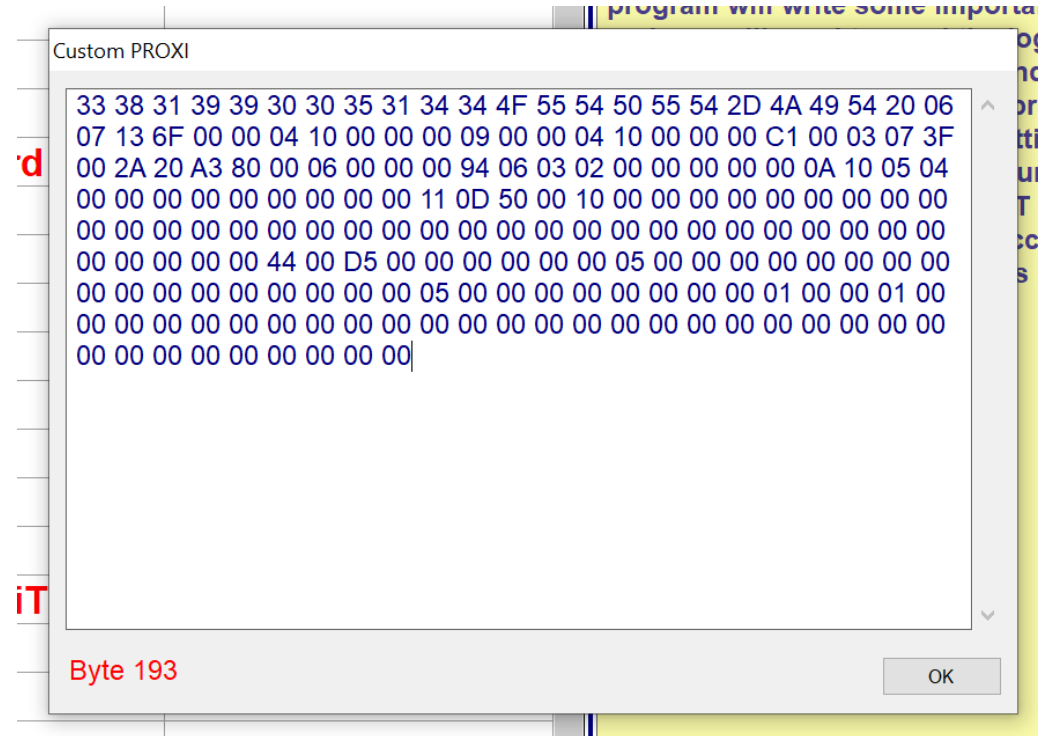 program will write some importa
Custom PROXI
33 38 31 39 39 30 30 35 31 34 34 4F 55 54 50 55 54 2D 4A 49 54 20 06
07 13 6F 00 00 04 10 00 00 00 09 00 00 04 10 00 00 00 C1 00 03 07 3F
00 2A 20 A3 80 00 06 00 00 00 94 06 03 02 00 00 00 00 00 0A 10 05 04
00 00 00 00 00 00 00 00 00 11 0D 50 00 10 00 00 00 00 00 00 00 00 00
00 00 00 00 00 00 00 00 00 00 00 00 00 00 00 00 00 00 00 00 00 00 00
00 00 00 00 00 44 00 D5 00 00 00 00 00 00 05 00 00 00 00 00 00 00 00
00 00 00 00 00 00 00 00 00 05 00 00 00 00 00 00 00 00 01 00 00 01 00
00 00 00 00 00 00 00 00 00 00 00 00 00 00 00 00 00 00 00 00 00 00 00
00 00 00 00 00 00 00 00 00
Byte 193
OK